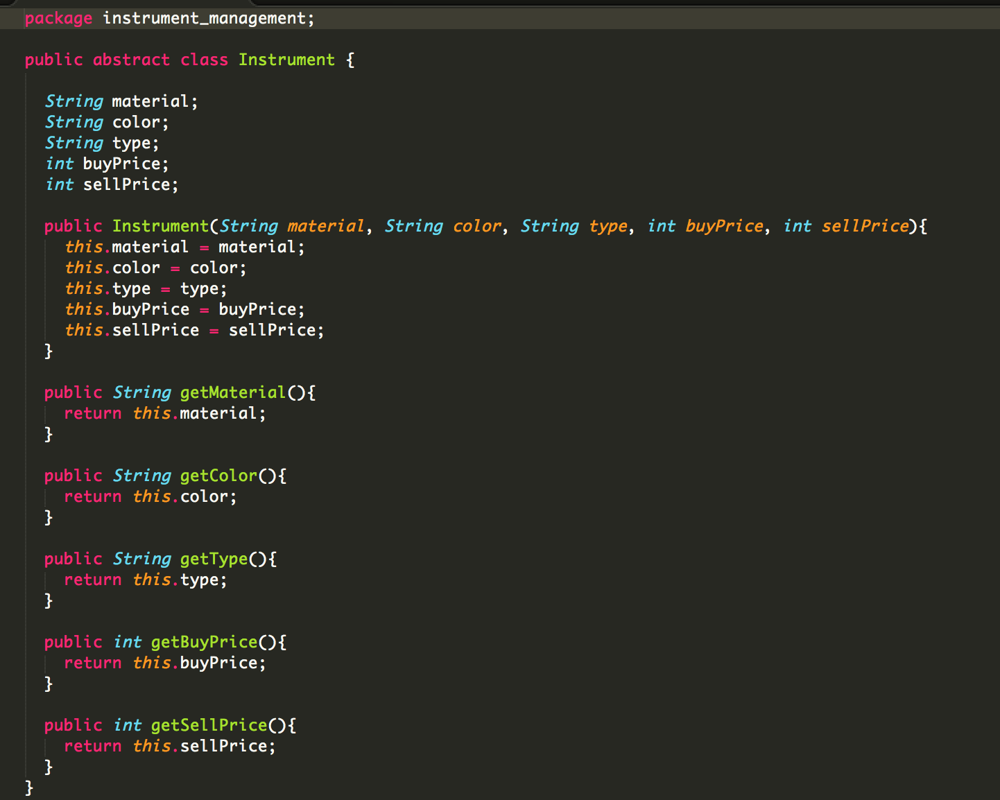 package instrument_management;
public abstract class Instrument {
String material;
String color;
String type;
int buyPrice;
int sellPrice;
public Instrument(String material, String color, String type, int buyPrice, int sellPrice){
this.material = material;
this.color = color;
this.type = type;
this.buyPrice = buyPrice;
this.sellPrice = sellPrice;
}
public String getMaterial(){
return this.material;
}
public String getColor(){
return this.color;
}
public String getType(){
return this.type;
}
public int getBuyPrice(){
return this.buyPrice;
}
public int getSellPrice(){
return this.sellPrice;
}
}